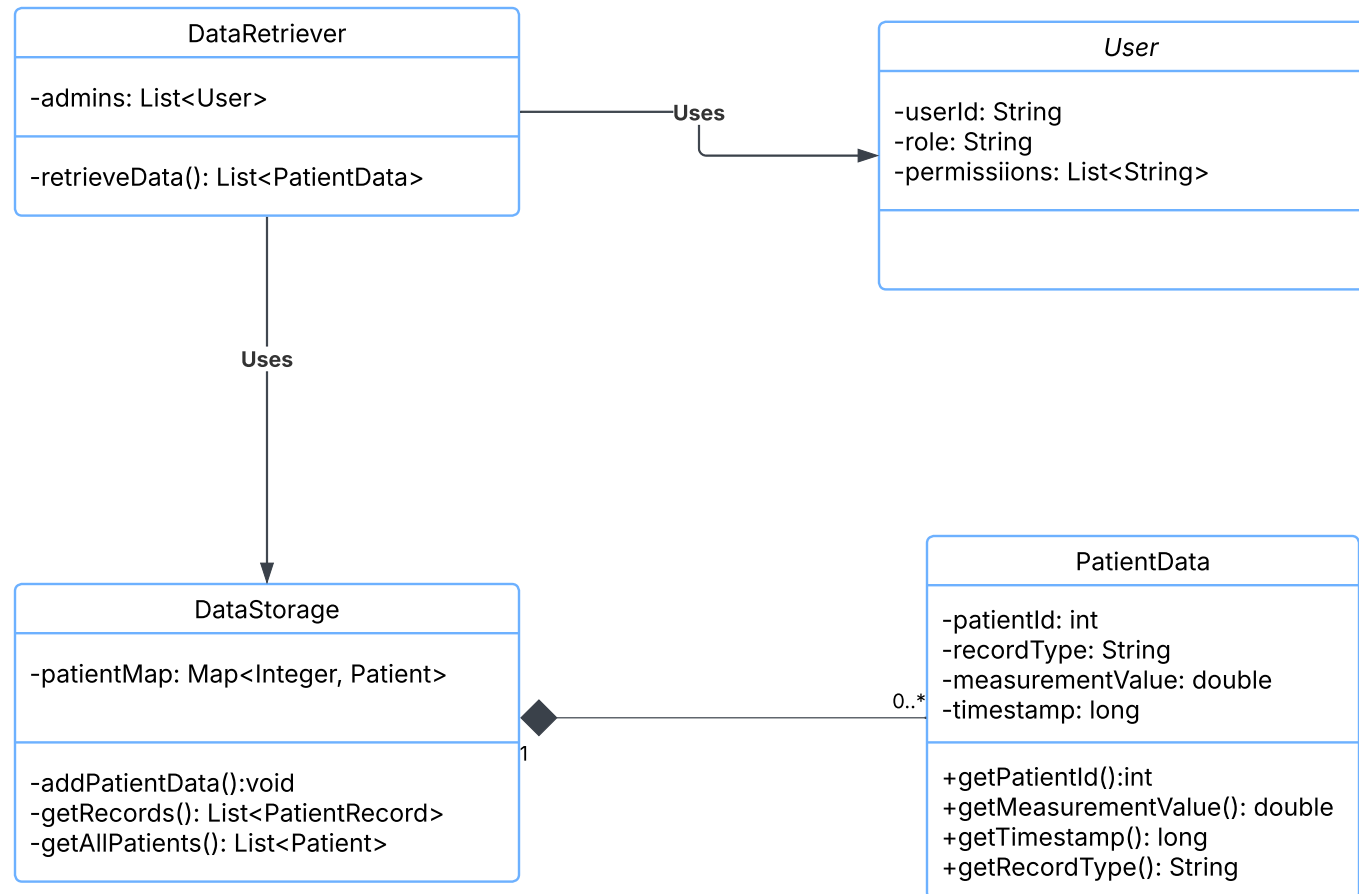 DataRetriever
-admins: List<User>
-retrieveData(): List<PatientData>
Uses
User
-userId: String
-role: String
-permissiions: List<String>
Uses
DataStorage
-patientMap: Map<Integer, Patient>
-addPatientData():void
-getRecords(): List<PatientRecord>
-getAllPatients(): List<Patient>
1
0..*
PatientData
-patientId: int
-recordType: String
-measurementValue: double
-timestamp: long
+getPatientId():int
+getMeasurementValue(): double
+getTimestamp(): long
+getRecordType(): String